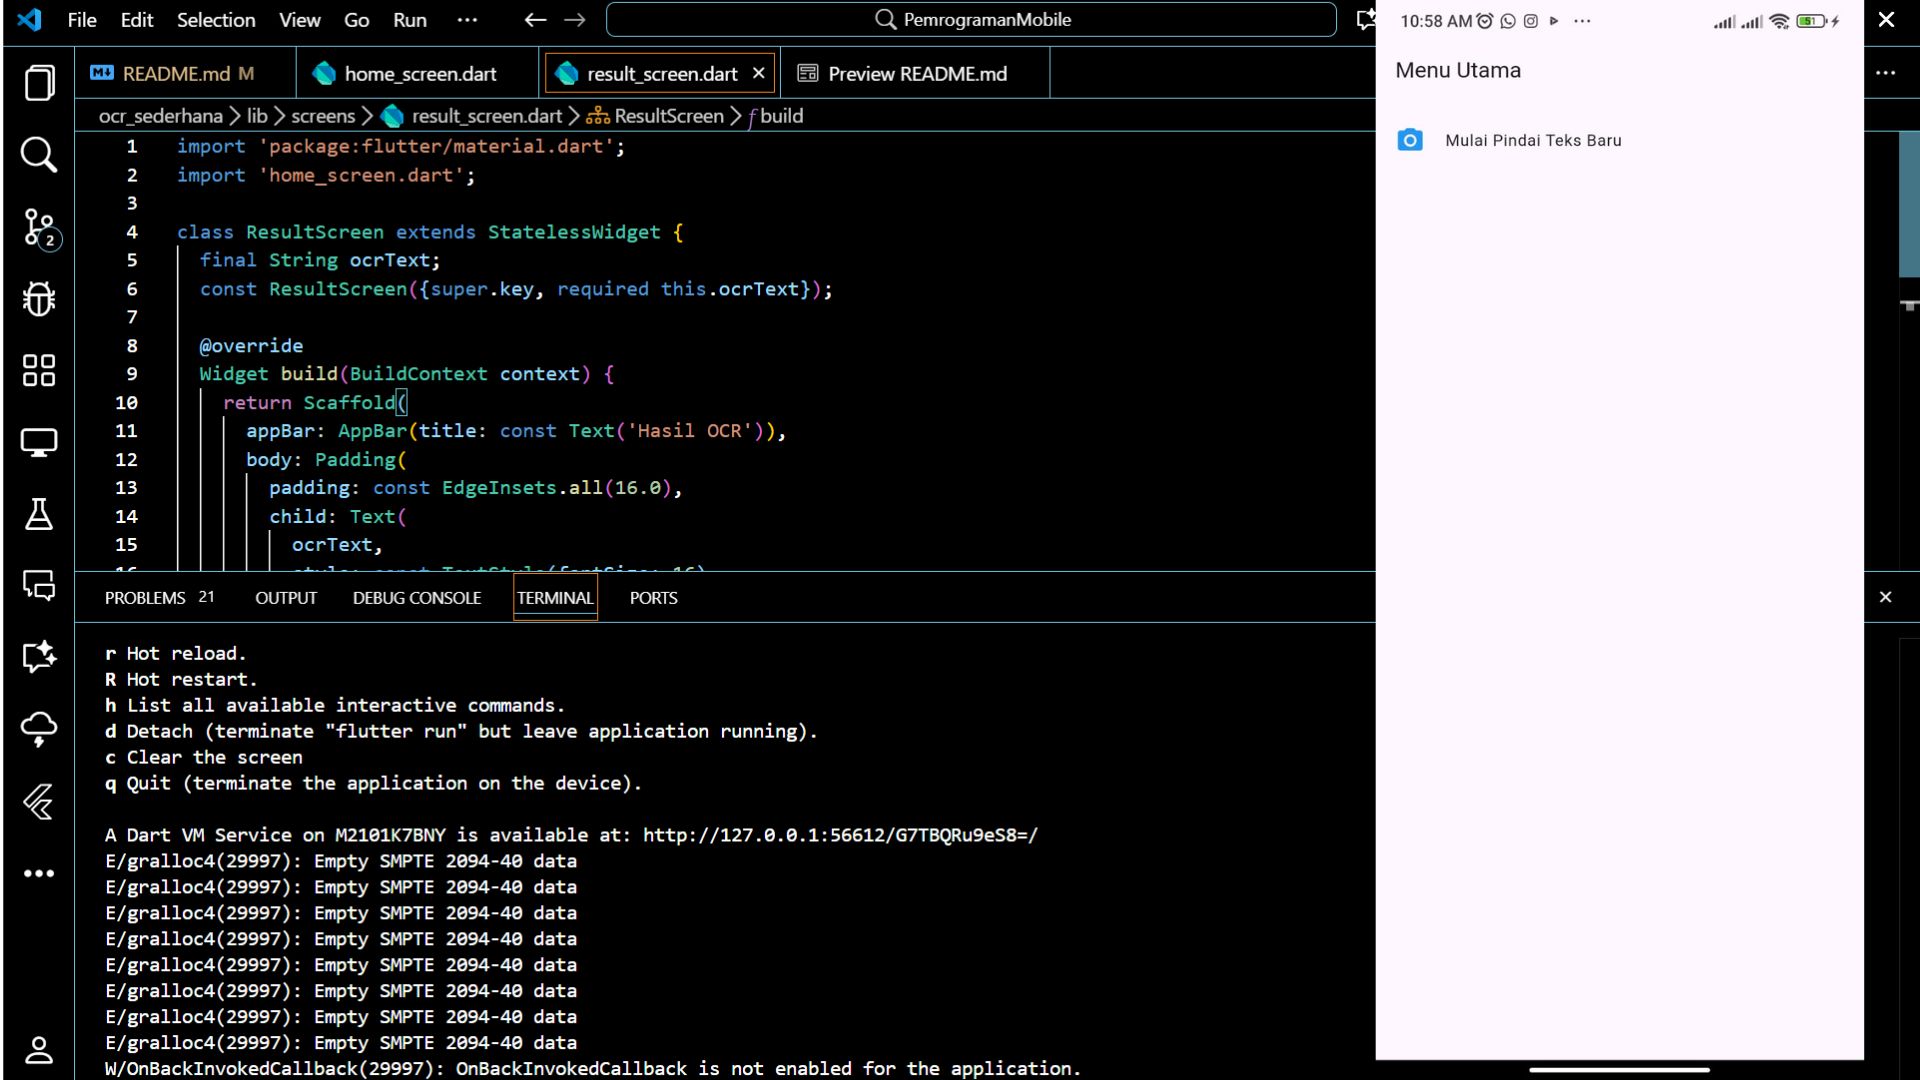 File Edit Selection View Go Run ···
PemrogramanMobile
README.md M
home_screen.dart
result_screen.dart
Preview README.md
ocr_sederhana > lib > screens > result_screen.dart > ResultScreen > build
1 import 'package:flutter/material.dart';
2 import 'home_screen.dart';
3
4 class ResultScreen extends StatelessWidget {
5 final String ocrText;
6 const ResultScreen({super.key, required this.ocrText});
7
8 @override
9 Widget build(BuildContext context) {
10 return Scaffold(
11 appBar: AppBar(title: const Text('Hasil OCR')),
12 body: Padding(
13 padding: const EdgeInsets.all(16.0),
14 child: Text(
15 ocrText,
16 style: const TextStyle(fontSize: 16)
2
PROBLEMS 21 OUTPUT DEBUG CONSOLE TERMINAL PORTS
r Hot reload.
R Hot restart.
h List all available interactive commands.
d Detach (terminate "flutter run" but leave application running).
c Clear the screen
q Quit (terminate the application on the device).
A Dart VM Service on M2101K7BNY is available at: http://127.0.0.1:56612/G7TBQRu9eS8=/
E/gralloc4(29997): Empty SMPTE 2094-40 data
E/gralloc4(29997): Empty SMPTE 2094-40 data
E/gralloc4(29997): Empty SMPTE 2094-40 data
E/gralloc4(29997): Empty SMPTE 2094-40 data
E/gralloc4(29997): Empty SMPTE 2094-40 data
E/gralloc4(29997): Empty SMPTE 2094-40 data
E/gralloc4(29997): Empty SMPTE 2094-40 data
E/gralloc4(29997): Empty SMPTE 2094-40 data
W/OnBackInvokedCallback(29997): OnBackInvokedCallback is not enabled for the application.
10:58 AM
51
Menu Utama
Mulai Pindai Teks Baru